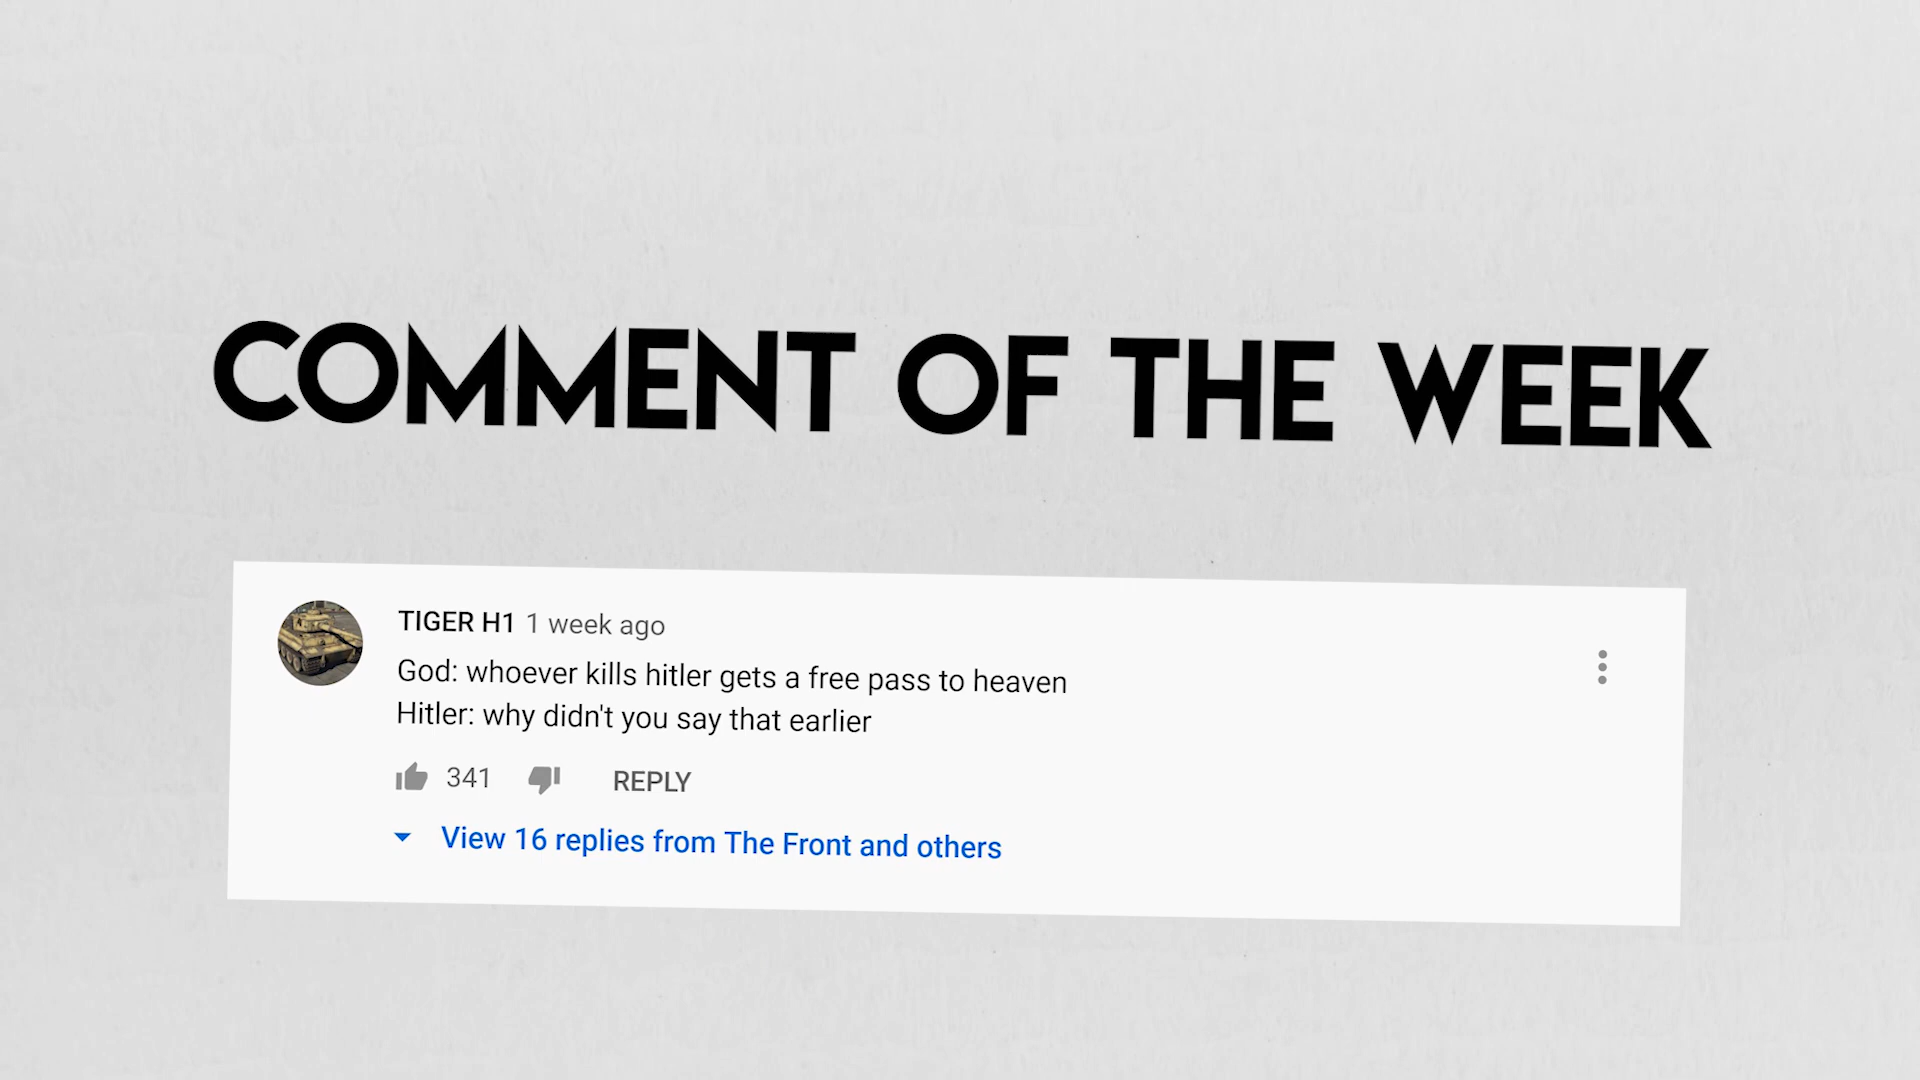 COMMENT OF THE WEEK
TIGER H1 1 week ago
God: whoever kills hitler gets a free pass to heaven
Hitler: why didn't you say that earlier
341 REPLY
View 16 replies from The Front and others